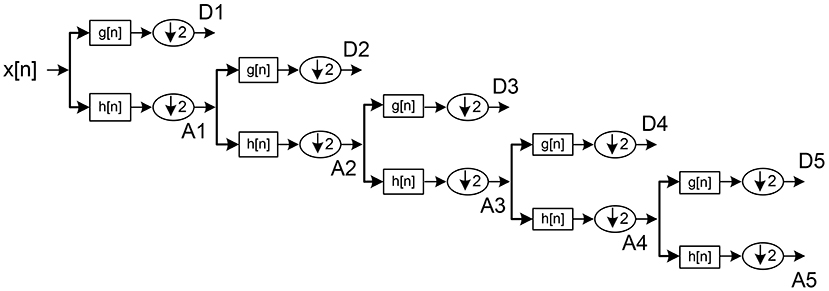 D1
g[n] ↓2
x[n]
h[n] ↓2
A1
D2
g[n] ↓2
h[n] ↓2
A2
D3
g[n] ↓2
h[n] ↓2
A3
D4
g[n] ↓2
h[n] ↓2
A4
D5
g[n] ↓2
h[n] ↓2
A5